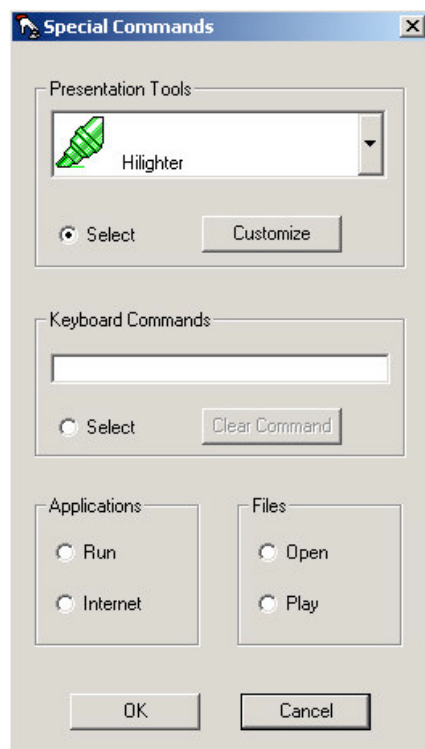 Special Commands
Presentation Tools
Hilighter
Select
Customize
Keyboard Commands
Select
Clear Command
Applications
Run
Internet
Files
Open
Play
OK
Cancel